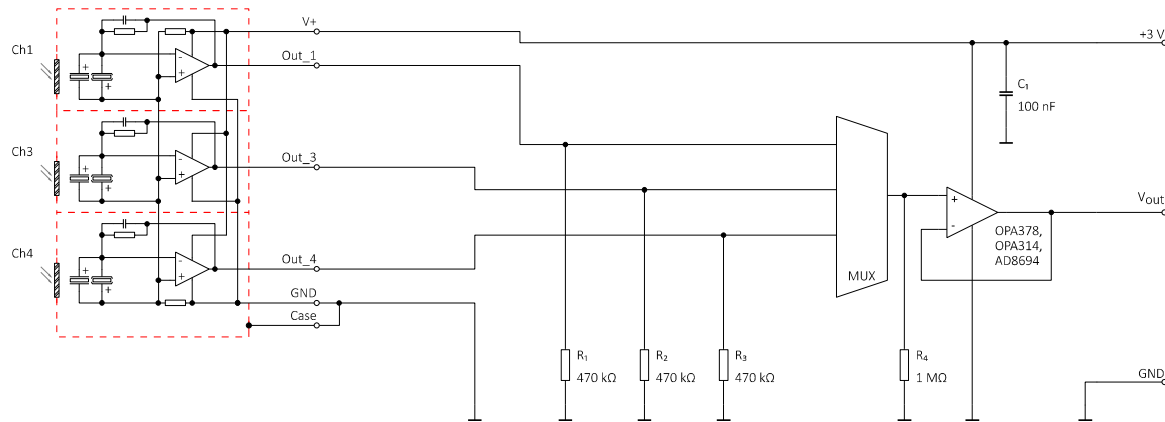 Ch1
V+
Out_1
Ch3
Out_3
Ch4
Out_4
GND
Case
+3 V
C₁
100 nF
MUX
+
-
OPA378,
OPA314,
AD8694
Vout
R₁
470 kΩ
R₂
470 kΩ
R₃
470 kΩ
R₄
1 MΩ
GND